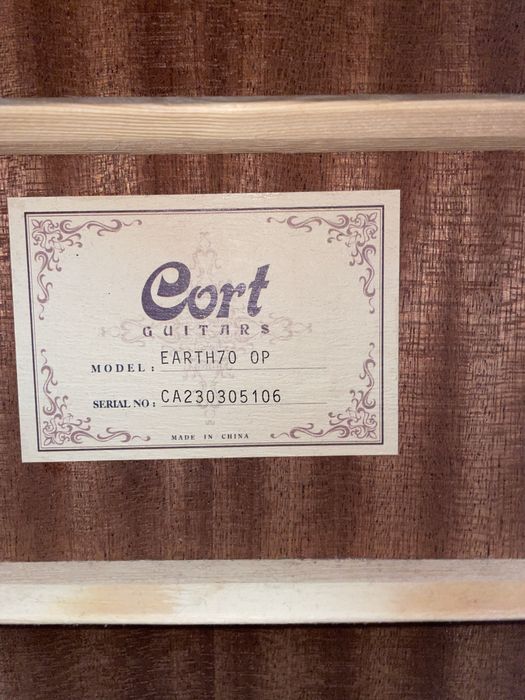 Cort
GUITARS
MODEL: EARTH70 OP
SERIAL NO: CA230305106
MADE IN CHINA